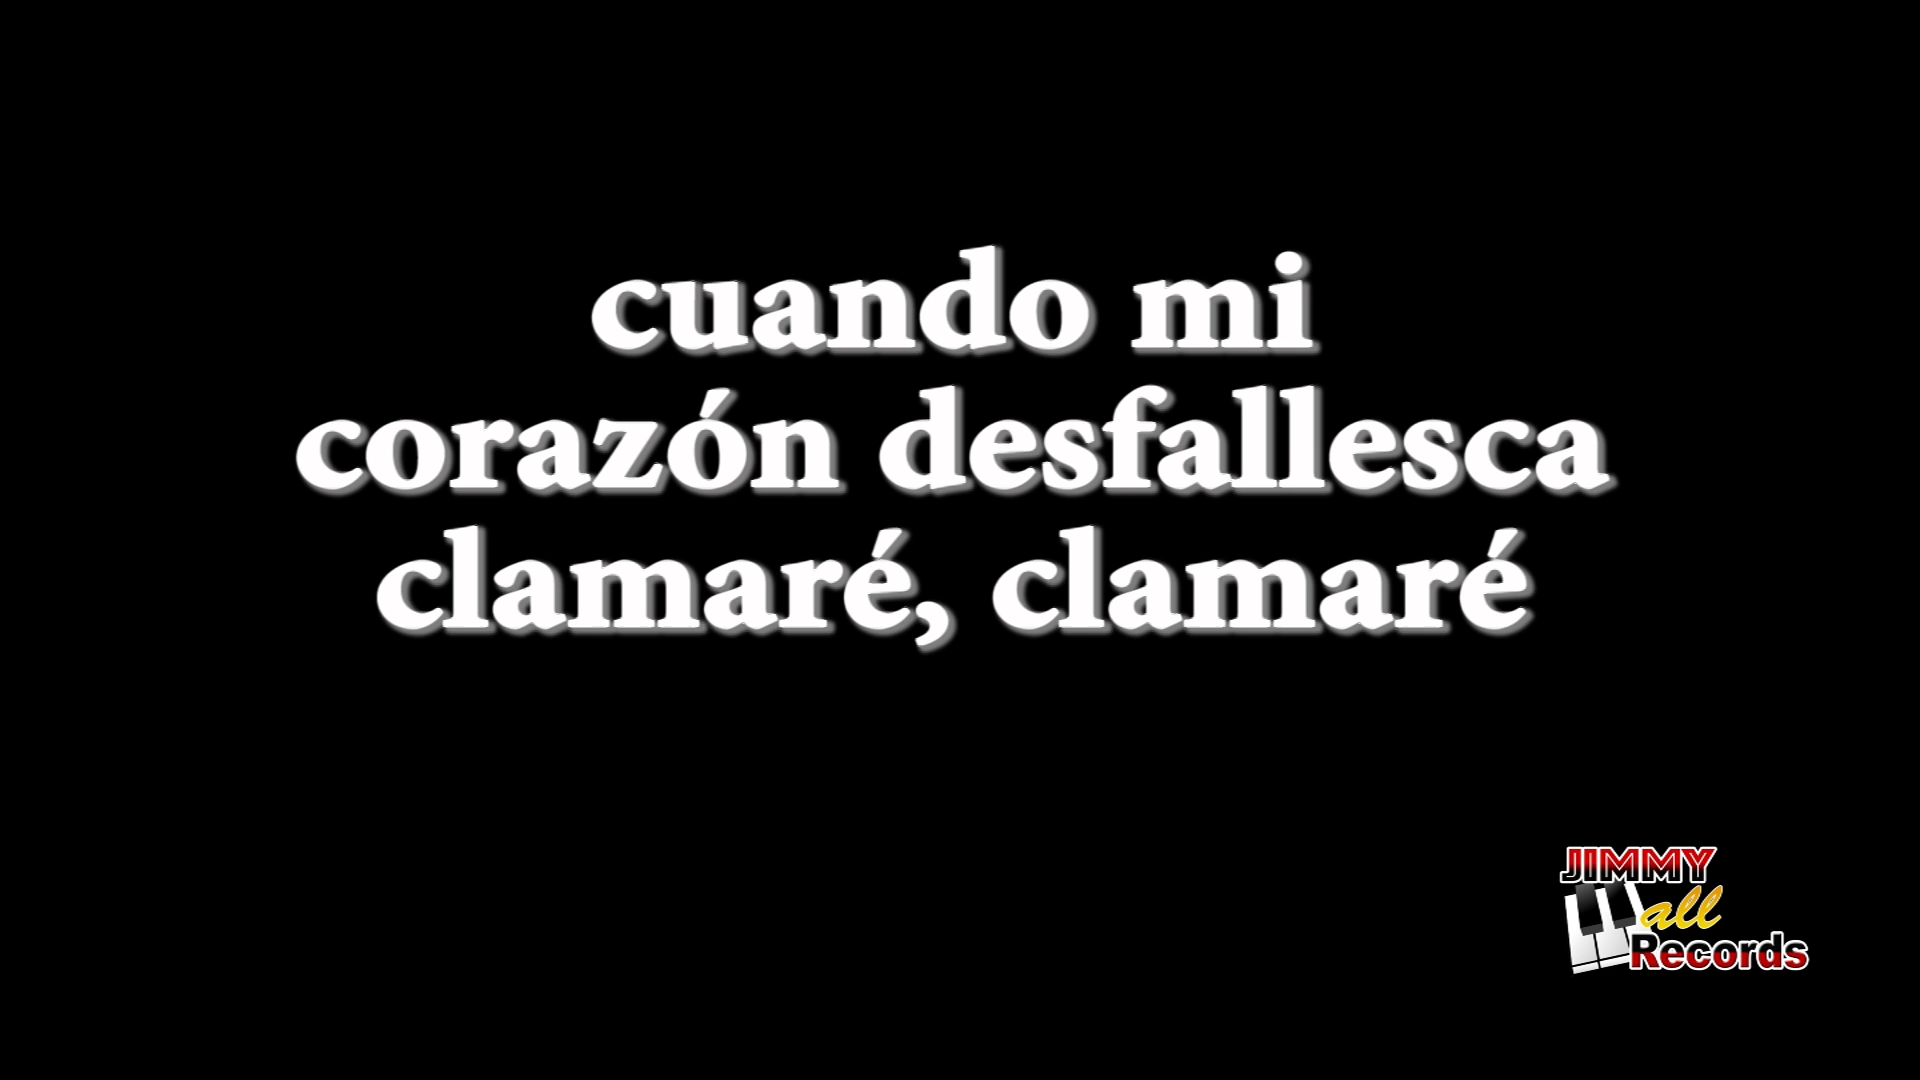 cuando mi
corazón desfallesca
clamaré, clamaré
JIMMY
all
Records